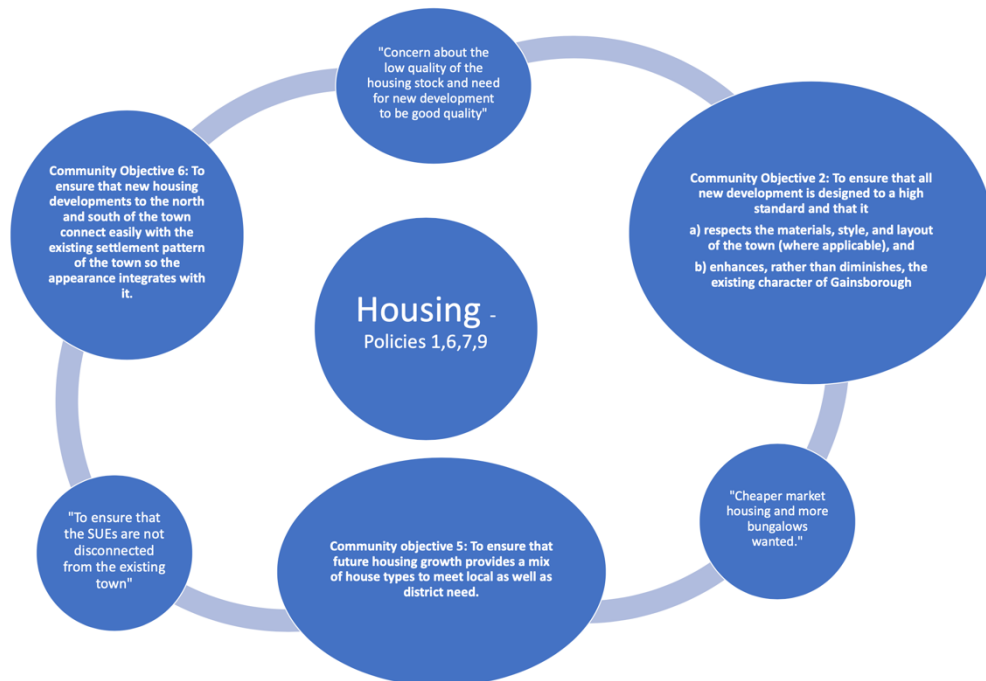 "Concern about the
low quality of the
housing stock and need
for new development
to be good quality"
Community Objective 2: To ensure that all
new development is designed to a high
standard and that it
a) respects the materials, style, and layout
of the town (where applicable), and
b) enhances, rather than diminishes, the
existing character of Gainsborough
"Cheaper market
housing and more
bungalows
wanted."
Community objective 5: To ensure that
future housing growth provides a mix
of house types to meet local as well as
district need.
"To ensure that
the SUEs are not
disconnected
from the existing
town"
Community Objective 6: To
ensure that new housing
developments to the north
and south of the town
connect easily with the
existing settlement pattern
of the town so the
appearance integrates with
it.
Housing -
Policies 1,6,7,9